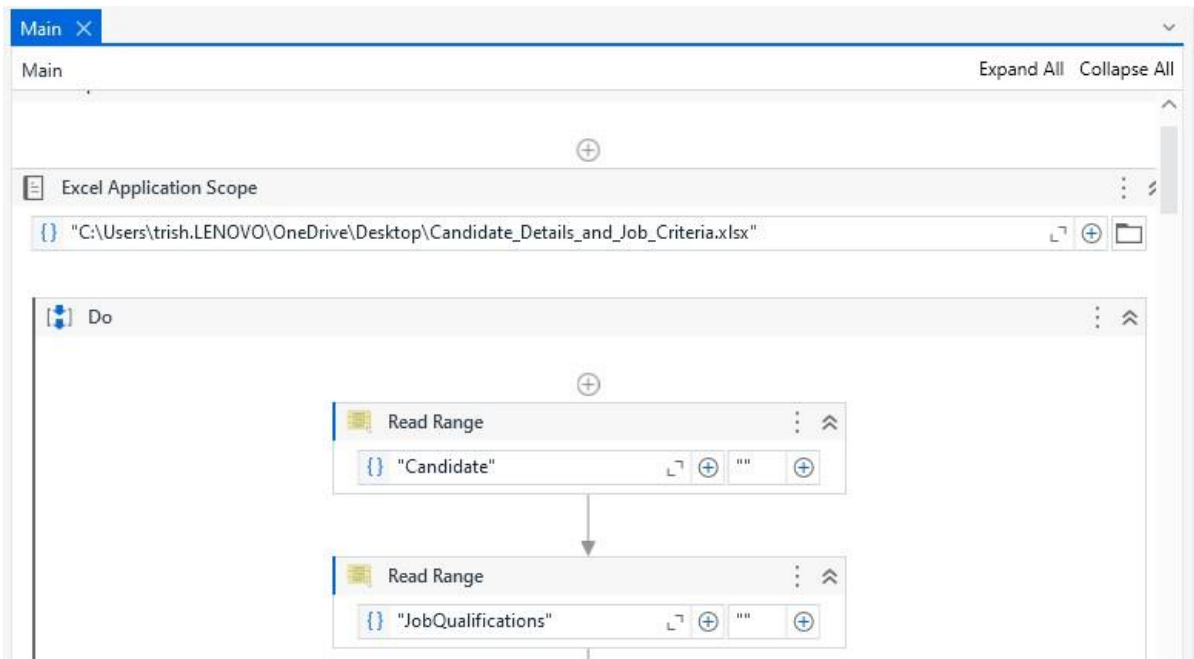 Main
Main Expand All Collapse All
Excel Application Scope
"C:\Users\trish.LENOVO\OneDrive\Desktop\Candidate_Details_and_Job_Criteria.xlsx"
Do
Read Range
{} "Candidate" ""
Read Range
{} "JobQualifications" ""